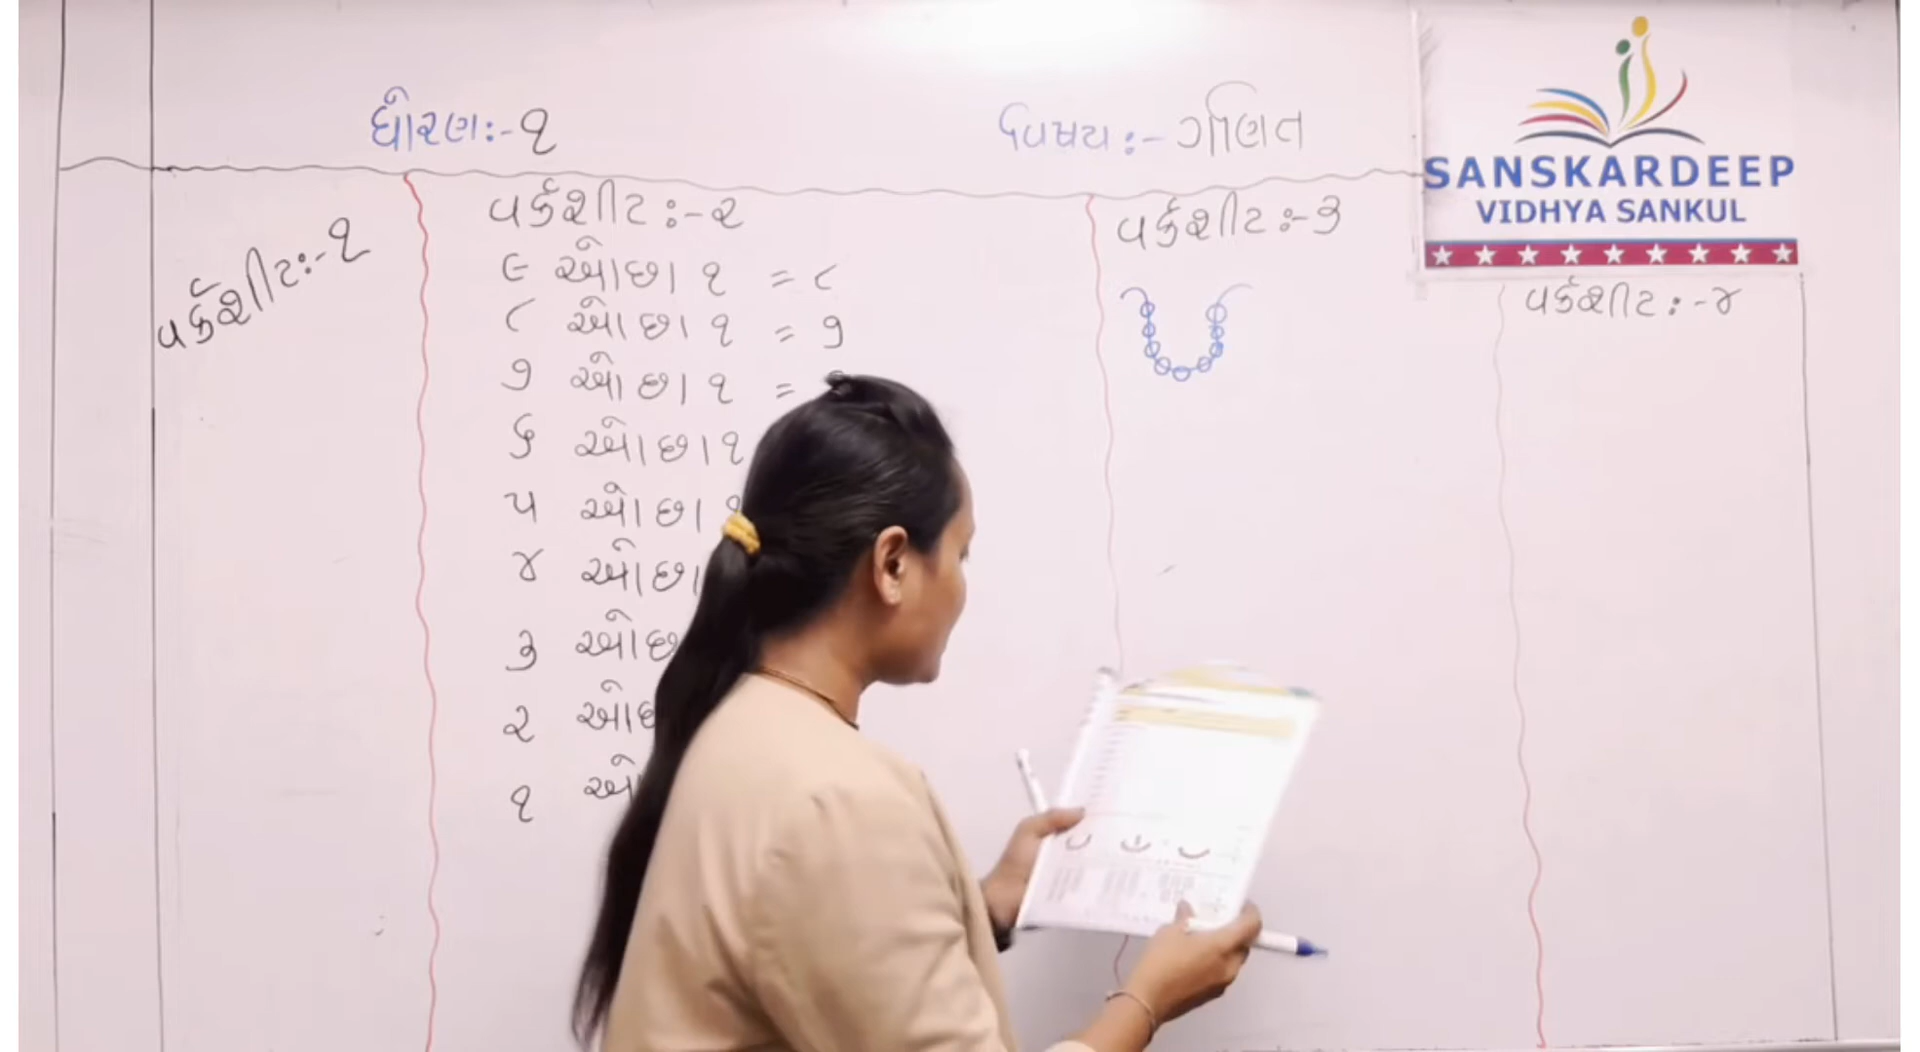 ધોરણ:- ૧
વિષય:- ગણિત
SANSKARDEEP
VIDHYA SANKUL
વર્કશીટ:- ૧
વર્કશીટ:- ૨
૯ ઓછા ૧ = ૮
૮ ઓછા ૧ = ૭
૭ ઓછા ૧ =
૬ ઓછા ૧
૫ ઓછા ૧
૪ ઓછા
૩ ઓછા
૨
૧
વર્કશીટ:- ૩
વર્કશીટ:- ૪